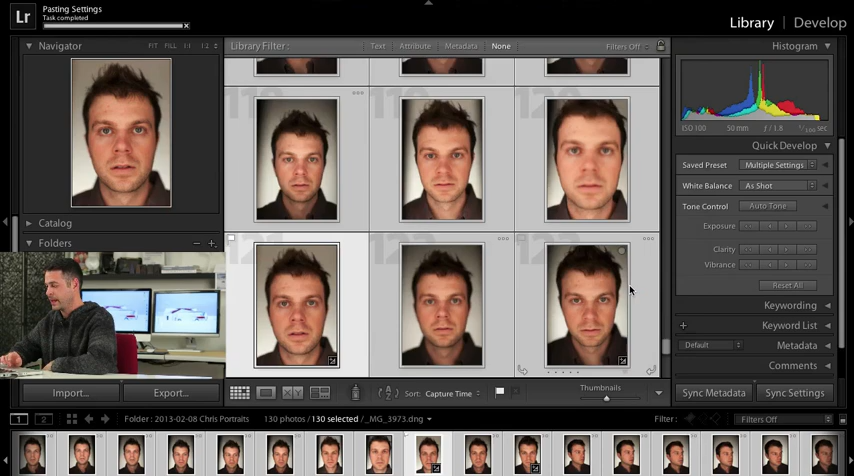 Lr
Pasting Settings
Task completed
Library | Develop
Navigator
FIT FILL 1:1 1:2
Library Filter :
Text Attribute Metadata None
Filters Off
Histogram
ISO 100 50 mm ƒ / 1.8
Quick Develop
Saved Preset Multiple Settings
White Balance As Shot
Tone Control Auto Tone
Exposure
Clarity
Vibrance
Reset All
Catalog
Folders
Keywording
Keyword List
Default Metadata
Comments
Import... Export...
Sort: Capture Time
Thumbnails
Sync Metadata Sync Settings
1 2
Folder : 2013-02-08 Chris Portraits
130 photos / 130 selected / _MG_3973.dng
Filter :
Filters Off